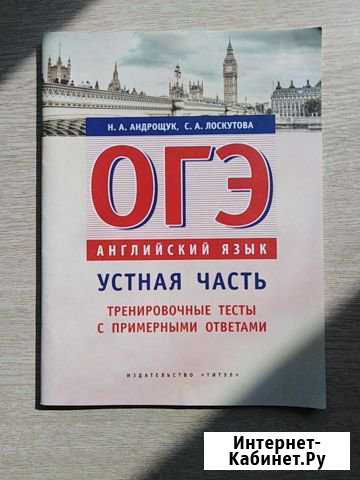 Н. А. АНДРОЩУК, С. А. ЛОСКУТОВА
ОГЭ
АНГЛИЙСКИЙ ЯЗЫК
УСТНАЯ ЧАСТЬ
ТРЕНИРОВОЧНЫЕ ТЕСТЫ
С ПРИМЕРНЫМИ ОТВЕТАМИ
ИЗДАТЕЛЬСТВО «ТИТУЛ»
Интернет-
Кабинет.Ру